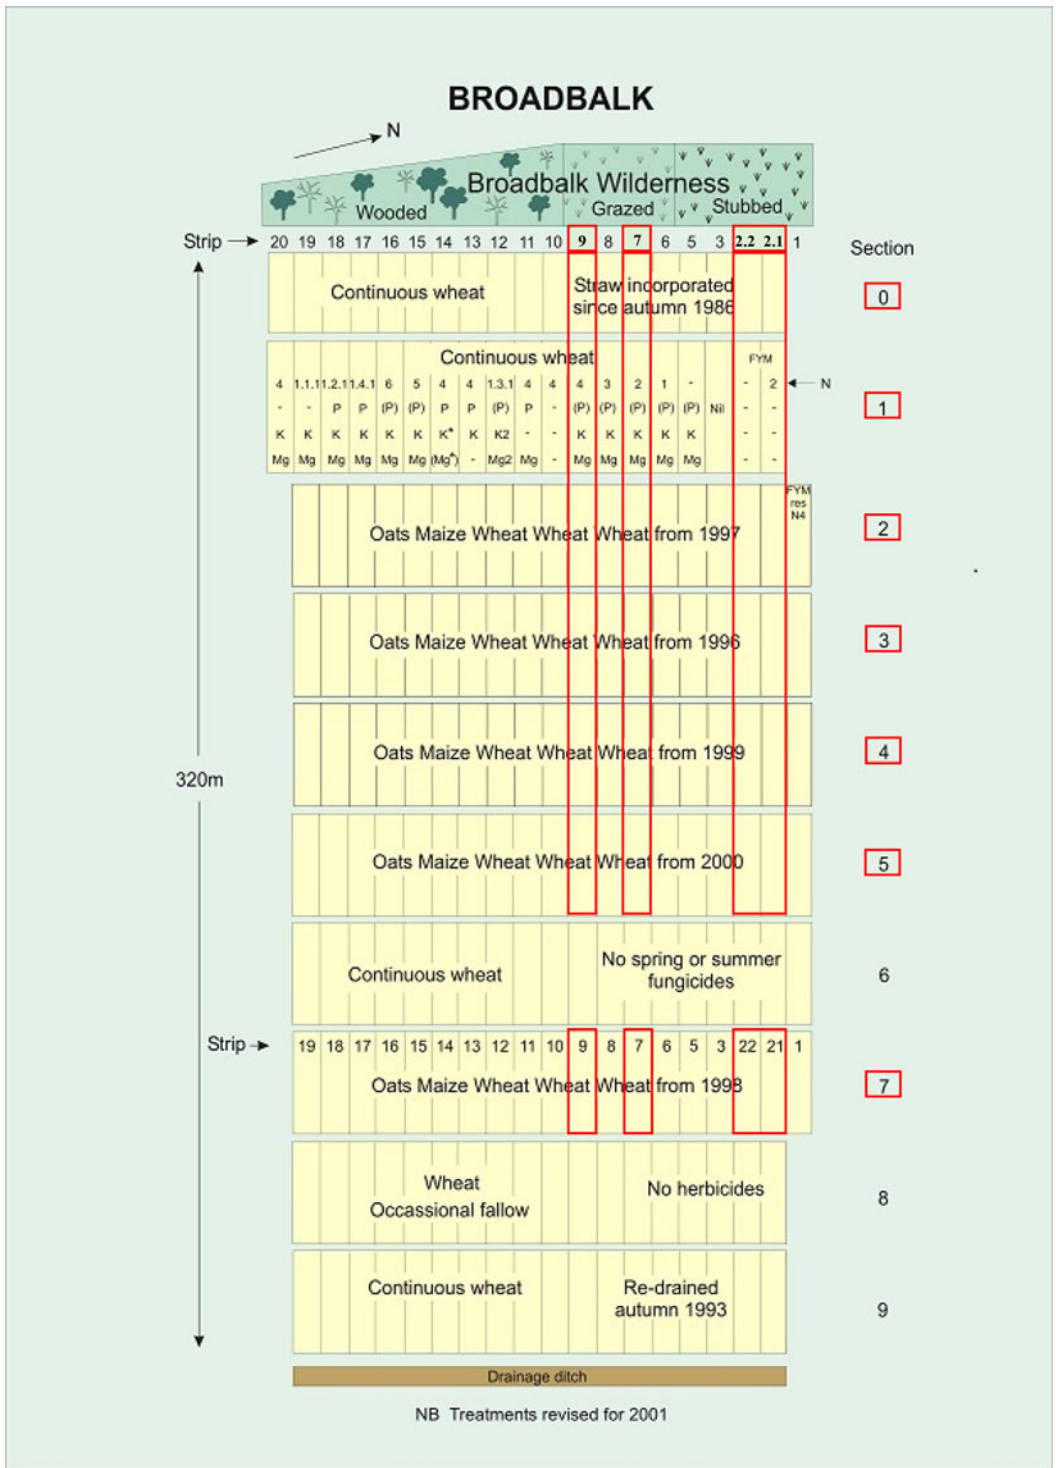 BROADBALK
N
Broadbalk Wilderness
Wooded Grazed Stubbed
Strip 20 19 18 17 16 15 14 13 12 11 10 9 8 7 6 5 3 2.2 2.1 1
Section
Continuous wheat
Straw incorporated
since autumn 1986
0
Continuous wheat FYM
4 1.1.1 1.2.1 1.4.1 6 5 4 4 1.3.1 4 4 4 3 2 1 - - 2 N
- - P P (P) (P) P P (P) P - (P) (P) (P) (P) (P) Nil - -
K K K K K K K* K K2 - - K K K K K - -
Mg Mg Mg Mg Mg Mg (Mg*) - Mg2 Mg - Mg Mg Mg Mg Mg - -
1
FYM
res
N4
Oats Maize Wheat Wheat Wheat from 1997
2
Oats Maize Wheat Wheat Wheat from 1996
3
Oats Maize Wheat Wheat Wheat from 1999
4
320m
Oats Maize Wheat Wheat Wheat from 2000
5
Continuous wheat
No spring or summer
fungicides
6
Strip 19 18 17 16 15 14 13 12 11 10 9 8 7 6 5 3 22 21 1
Oats Maize Wheat Wheat Wheat from 1998
7
Wheat
Occassional fallow
No herbicides
8
Continuous wheat
Re-drained
autumn 1993
9
Drainage ditch
NB Treatments revised for 2001